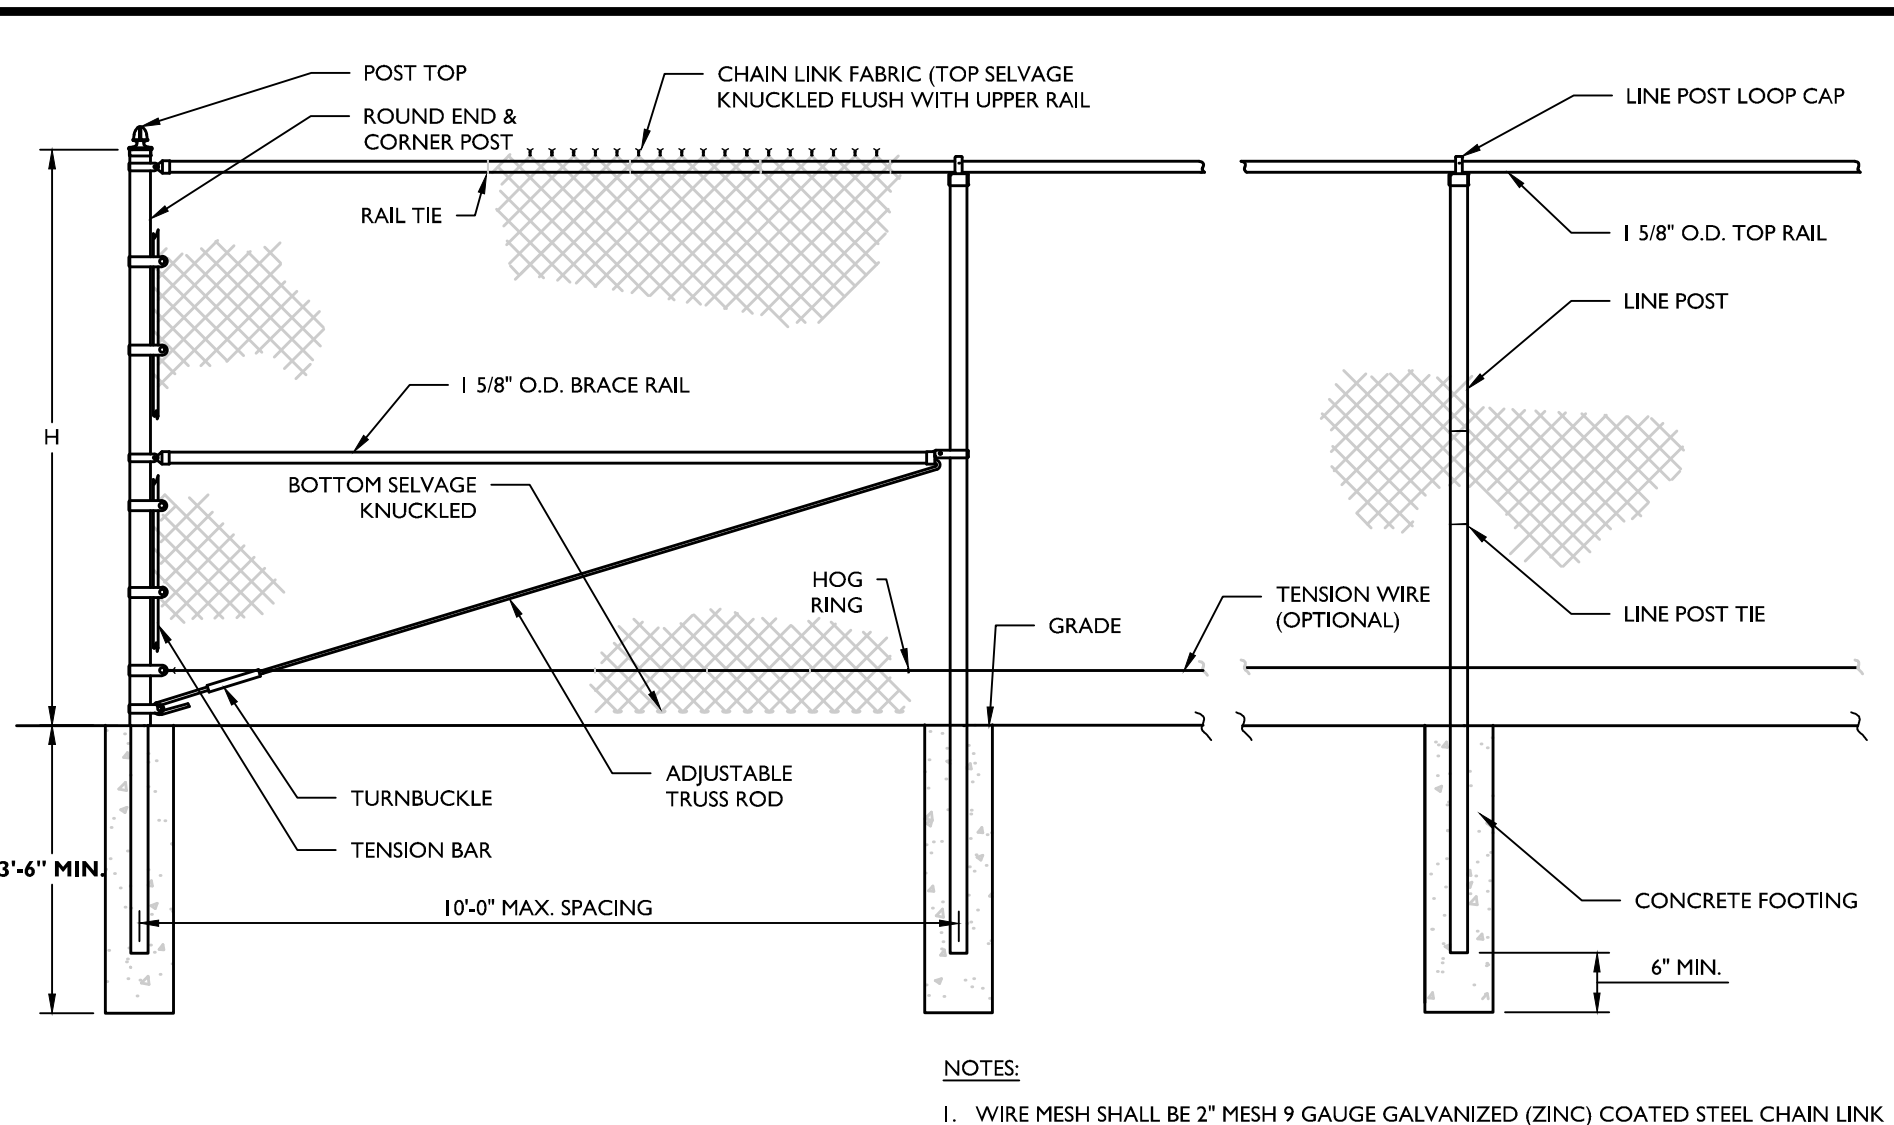 POST TOP
ROUND END &
CORNER POST
CHAIN LINK FABRIC (TOP SELVAGE
KNUCKLED FLUSH WITH UPPER RAIL
LINE POST LOOP CAP
RAIL TIE
1 5/8" O.D. TOP RAIL
LINE POST
1 5/8" O.D. BRACE RAIL
H
BOTTOM SELVAGE
KNUCKLED
HOG
RING
TENSION WIRE
(OPTIONAL)
GRADE
LINE POST TIE
ADJUSTABLE
TRUSS ROD
TURNBUCKLE
TENSION BAR
3'-6" MIN.
10'-0" MAX. SPACING
CONCRETE FOOTING
6" MIN.
NOTES:
1. WIRE MESH SHALL BE 2" MESH 9 GAUGE GALVANIZED (ZINC) COATED STEEL CHAIN LINK